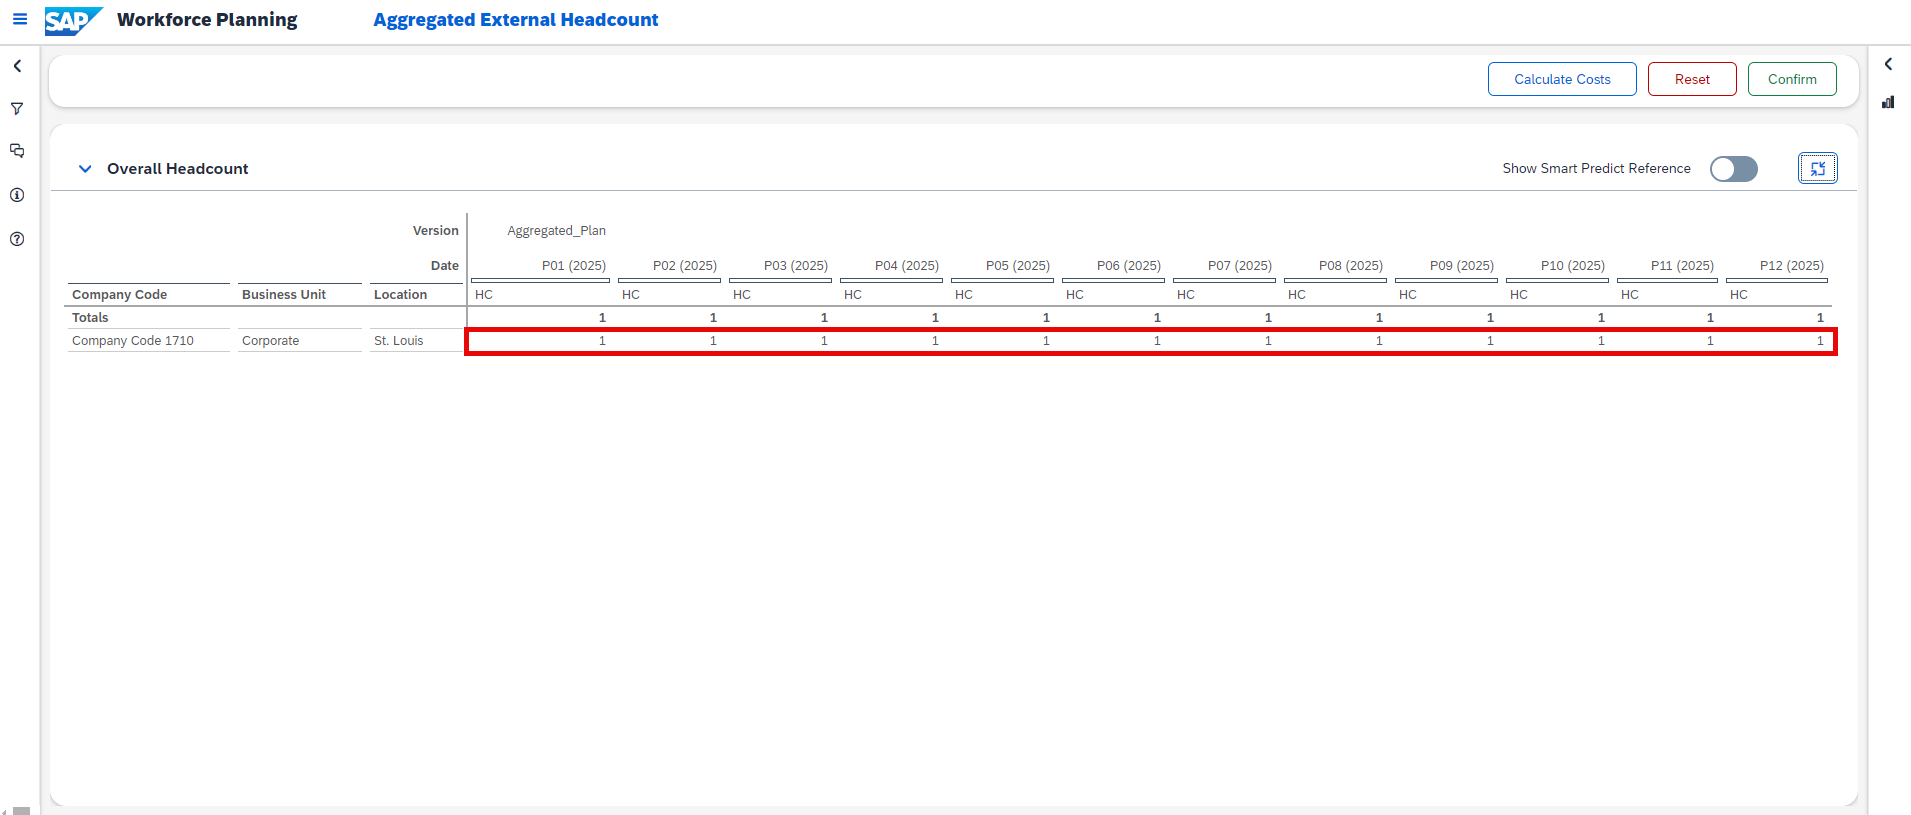 SAP Workforce Planning Aggregated External Headcount
Calculate Costs Reset Confirm
Overall Headcount Show Smart Predict Reference
Version Aggregated_Plan
Date P01 (2025) P02 (2025) P03 (2025) P04 (2025) P05 (2025) P06 (2025) P07 (2025) P08 (2025) P09 (2025) P10 (2025) P11 (2025) P12 (2025)
Company Code Business Unit Location HC HC HC HC HC HC HC HC HC HC HC HC
Totals 1 1 1 1 1 1 1 1 1 1 1 1
Company Code 1710 Corporate St. Louis 1 1 1 1 1 1 1 1 1 1 1 1